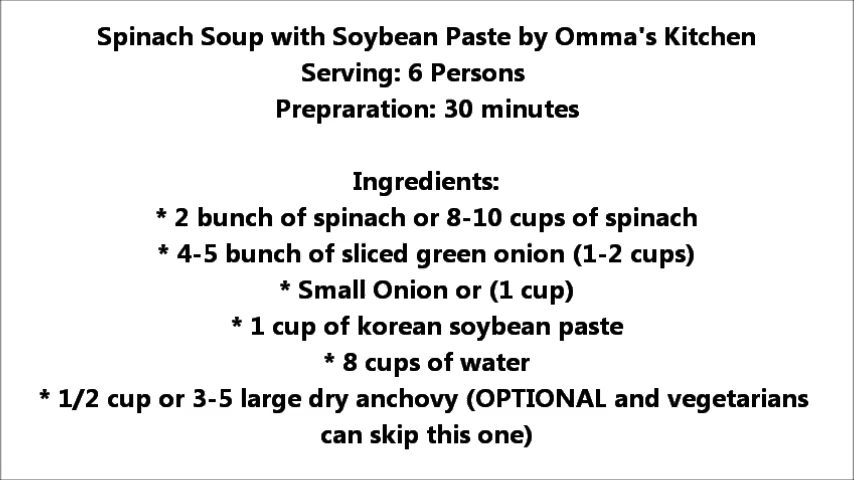 Spinach Soup with Soybean Paste by Omma's Kitchen
Serving: 6 Persons
Prepraration: 30 minutes
Ingredients:
* 2 bunch of spinach or 8-10 cups of spinach
* 4-5 bunch of sliced green onion (1-2 cups)
* Small Onion or (1 cup)
* 1 cup of korean soybean paste
* 8 cups of water
* 1/2 cup or 3-5 large dry anchovy (OPTIONAL and vegetarians
can skip this one)